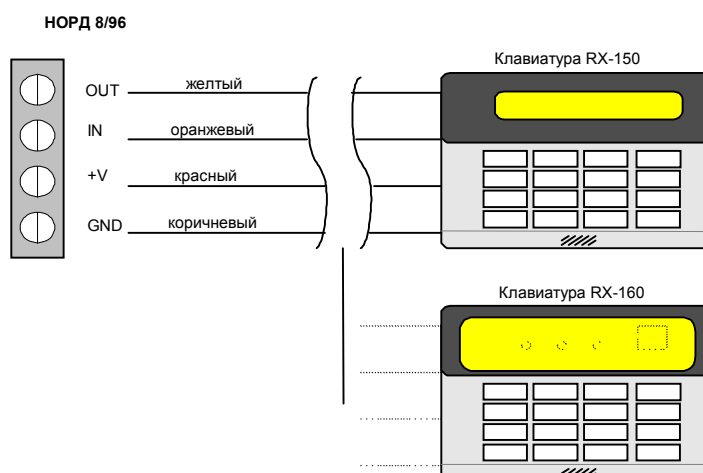 НОРД 8/96
Клавиатура RX-150
OUT желтый
IN оранжевый
+V красный
GND коричневый
Клавиатура RX-160